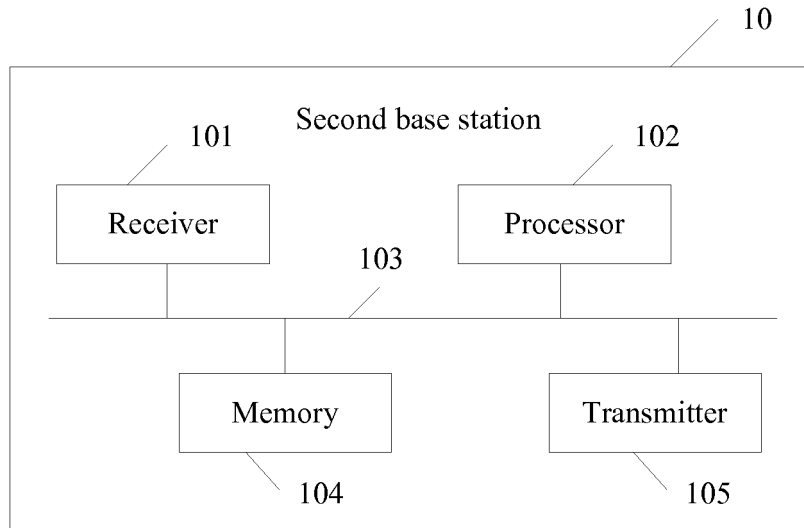 10
Second base station
101
102
Receiver
Processor
103
Memory
Transmitter
104
105